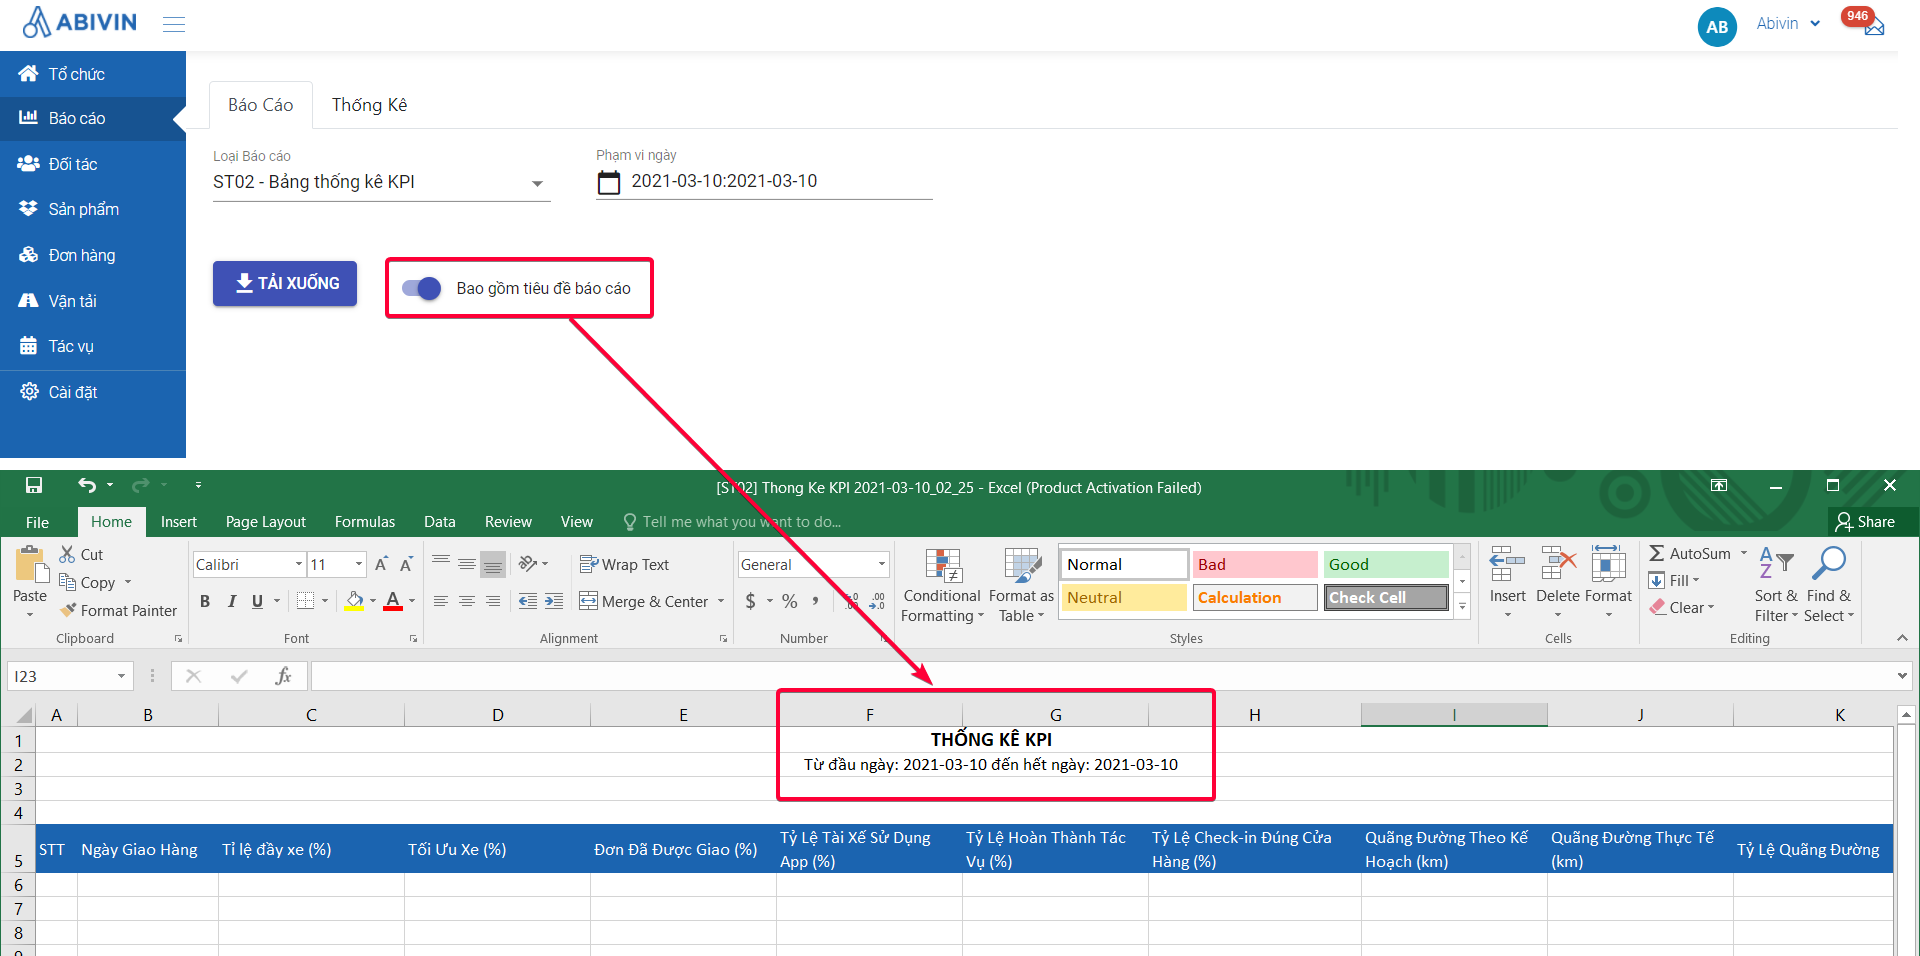 ABIVIN
AB
Abivin
946
Tổ chức
Báo cáo
Đối tác
Sản phẩm
Đơn hàng
Vận tải
Tác vụ
Cài đặt
Báo Cáo
Thống Kê
Loại Báo cáo
ST02 - Bảng thống kê KPI
Phạm vi ngày
2021-03-10:2021-03-10
TẢI XUỐNG
Bao gồm tiêu đề báo cáo
[ST02] Thong Ke KPI 2021-03-10_02_25 - Excel (Product Activation Failed)
File
Home
Insert
Page Layout
Formulas
Data
Review
View
Tell me what you want to do...
Share
Paste
Cut
Copy
Format Painter
Clipboard
Calibri
11
A
A
B
I
U
A
Font
Wrap Text
Merge & Center
Alignment
General
$
%
,
.00
.00
Number
Conditional
Formatting
Format as
Table
Normal
Bad
Good
Neutral
Calculation
Check Cell
Styles
Insert
Delete
Format
Cells
AutoSum
Fill
Clear
Sort &
Filter
Find &
Select
Editing
I23
fx
A
B
C
D
E
F
G
H
I
J
K
1
THỐNG KÊ KPI
2
Từ đầu ngày: 2021-03-10 đến hết ngày: 2021-03-10
3
4
5
STT
Ngày Giao Hàng
Tỉ lệ đầy xe (%)
Tối Ưu Xe (%)
Đơn Đã Được Giao (%)
Tỷ Lệ Tài Xế Sử Dụng
App (%)
Tỷ Lệ Hoàn Thành Tác
Vụ (%)
Tỷ Lệ Check-in Đúng Cửa
Hàng (%)
Quãng Đường Theo Kế
Hoạch (km)
Quãng Đường Thực Tế
(km)
Tỷ Lệ Quãng Đường
6
7
8